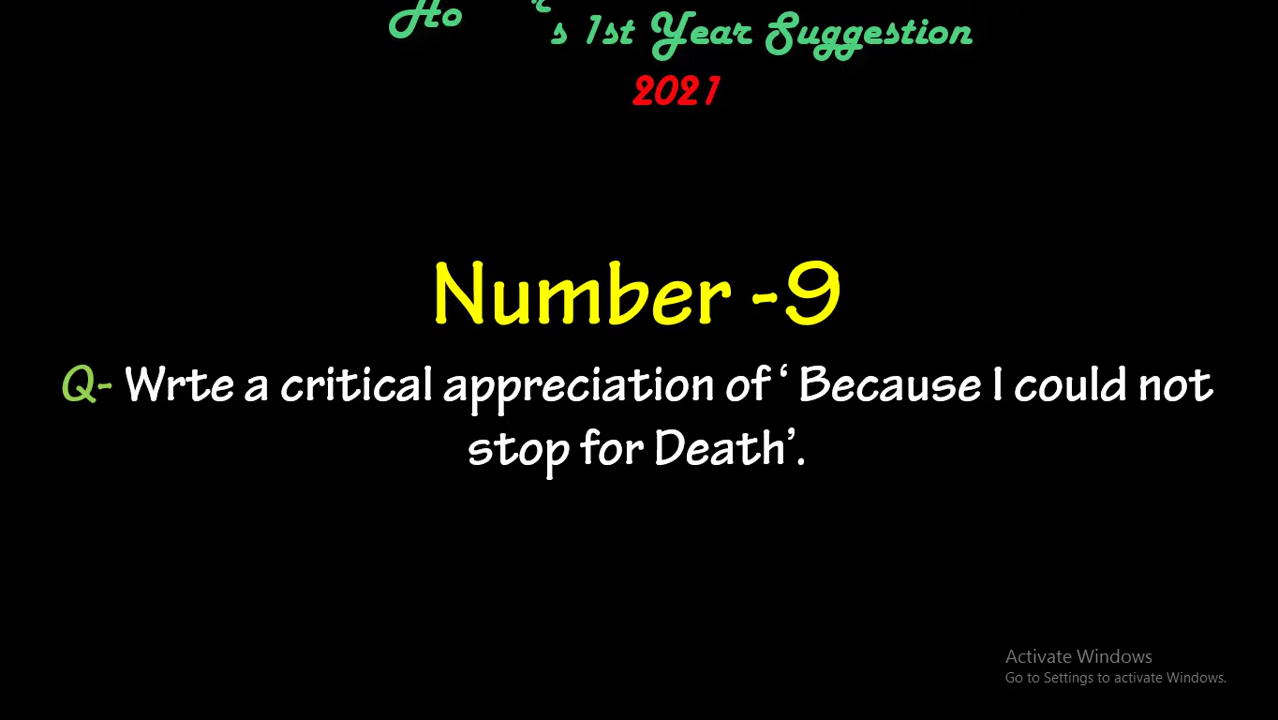 Ho s 1st Year Suggestion
2021
Number -9
Q- Wrte a critical appreciation of ‘ Because I could not
stop for Death’.
Activate Windows
Go to Settings to activate Windows.